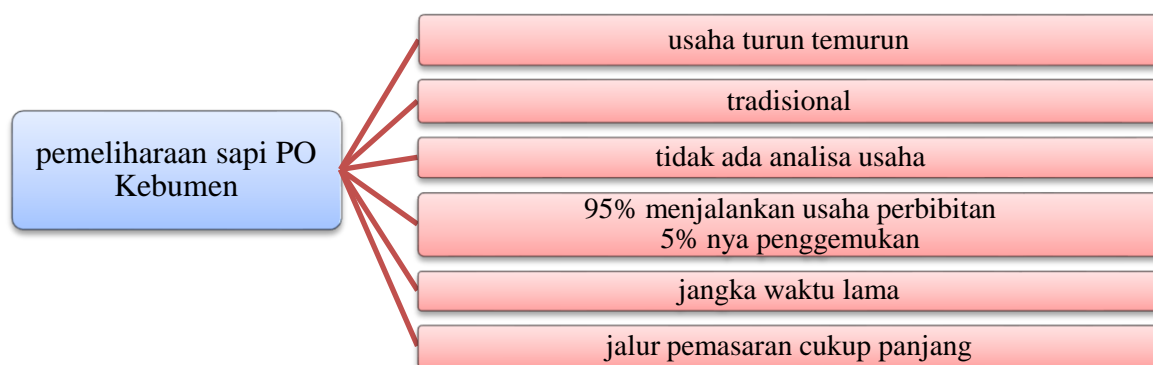 pemeliharaan sapi PO
Kebumen
usaha turun temurun
tradisional
tidak ada analisa usaha
95% menjalankan usaha perbibitan
5% nya penggemukan
jangka waktu lama
jalur pemasaran cukup panjang